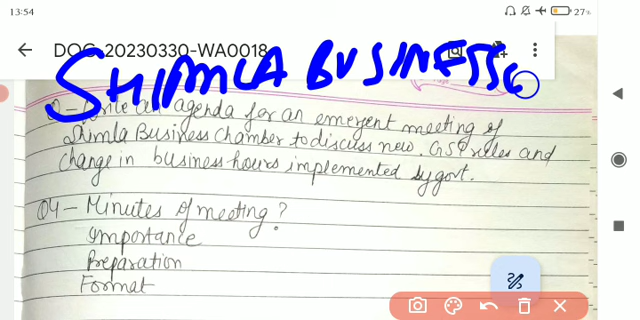 13:54
27%
DOC-20230330-WA0018
SHIMLA BUSINESS C
Q- Write an agenda for an emergent meeting of
Shimla Business Chamber to discuss new GST rules and
change in business hours implemented by govt.
Q4 - Minutes of meeting?
Importance
Preparation
Format